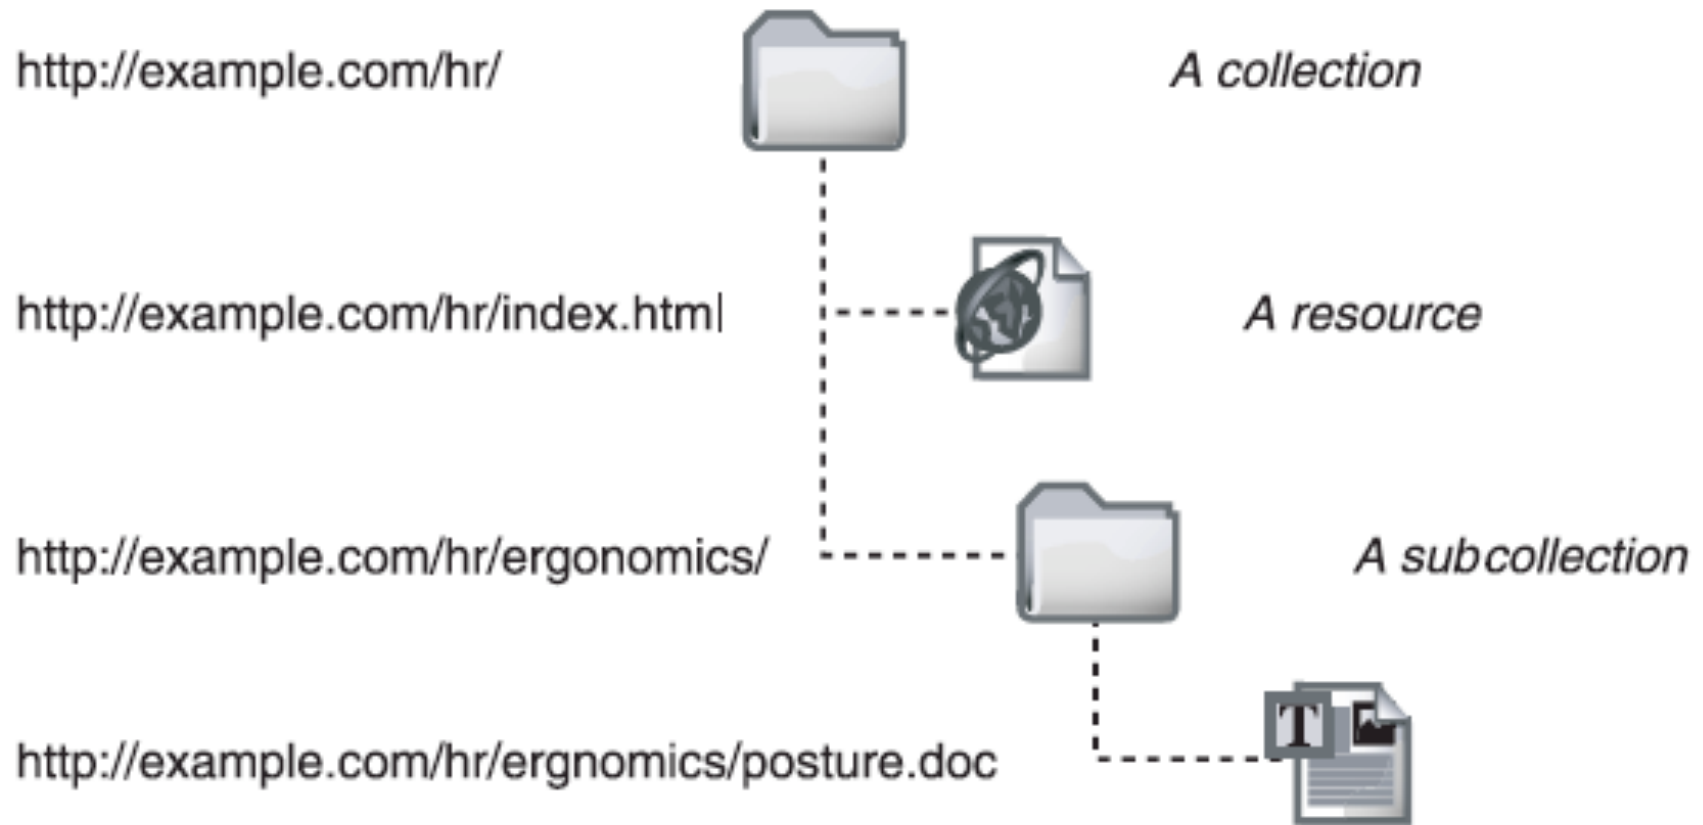 http://example.com/hr/ A collection
http://example.com/hr/index.html A resource
http://example.com/hr/ergonomics/ A subcollection
http://example.com/hr/ergnomics/posture.doc
T